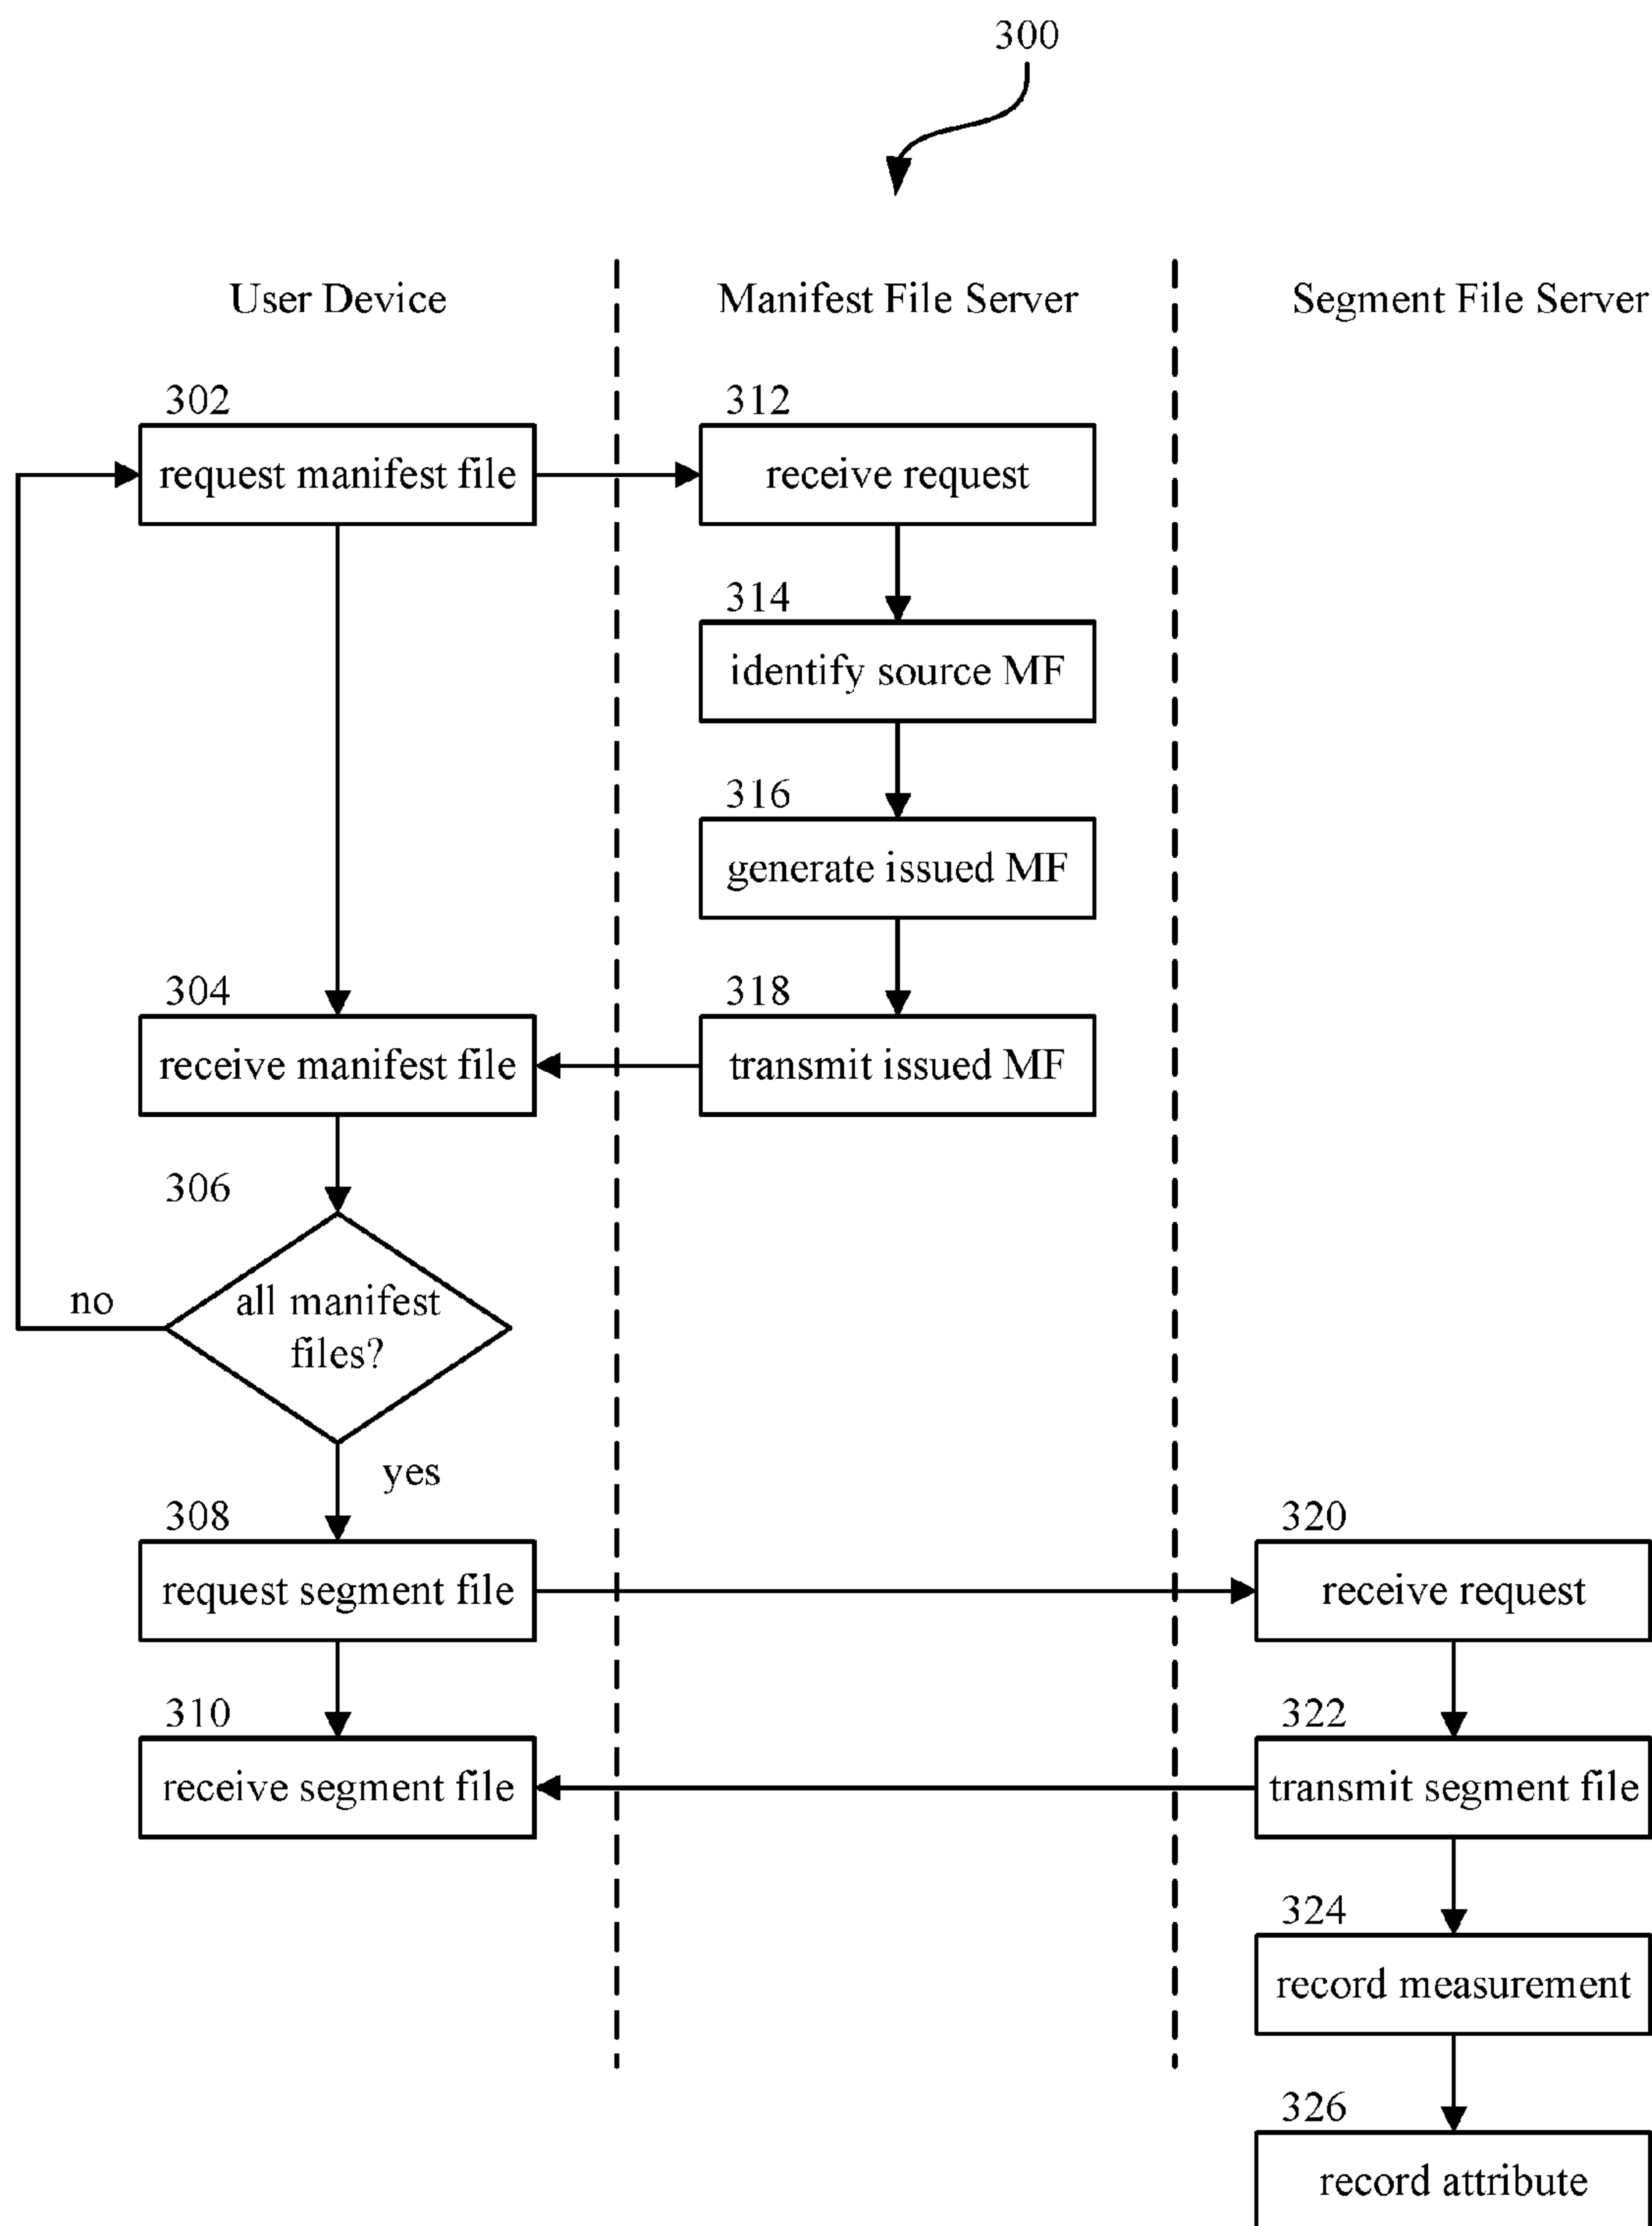 300
User Device
Manifest File Server
Segment File Server
302
312
request manifest file
receive request
314
identify source MF
316
generate issued MF
304
318
receive manifest file
transmit issued MF
306
no
all manifest
files?
yes
308
320
request segment file
receive request
310
322
receive segment file
transmit segment file
324
record measurement
326
record attribute